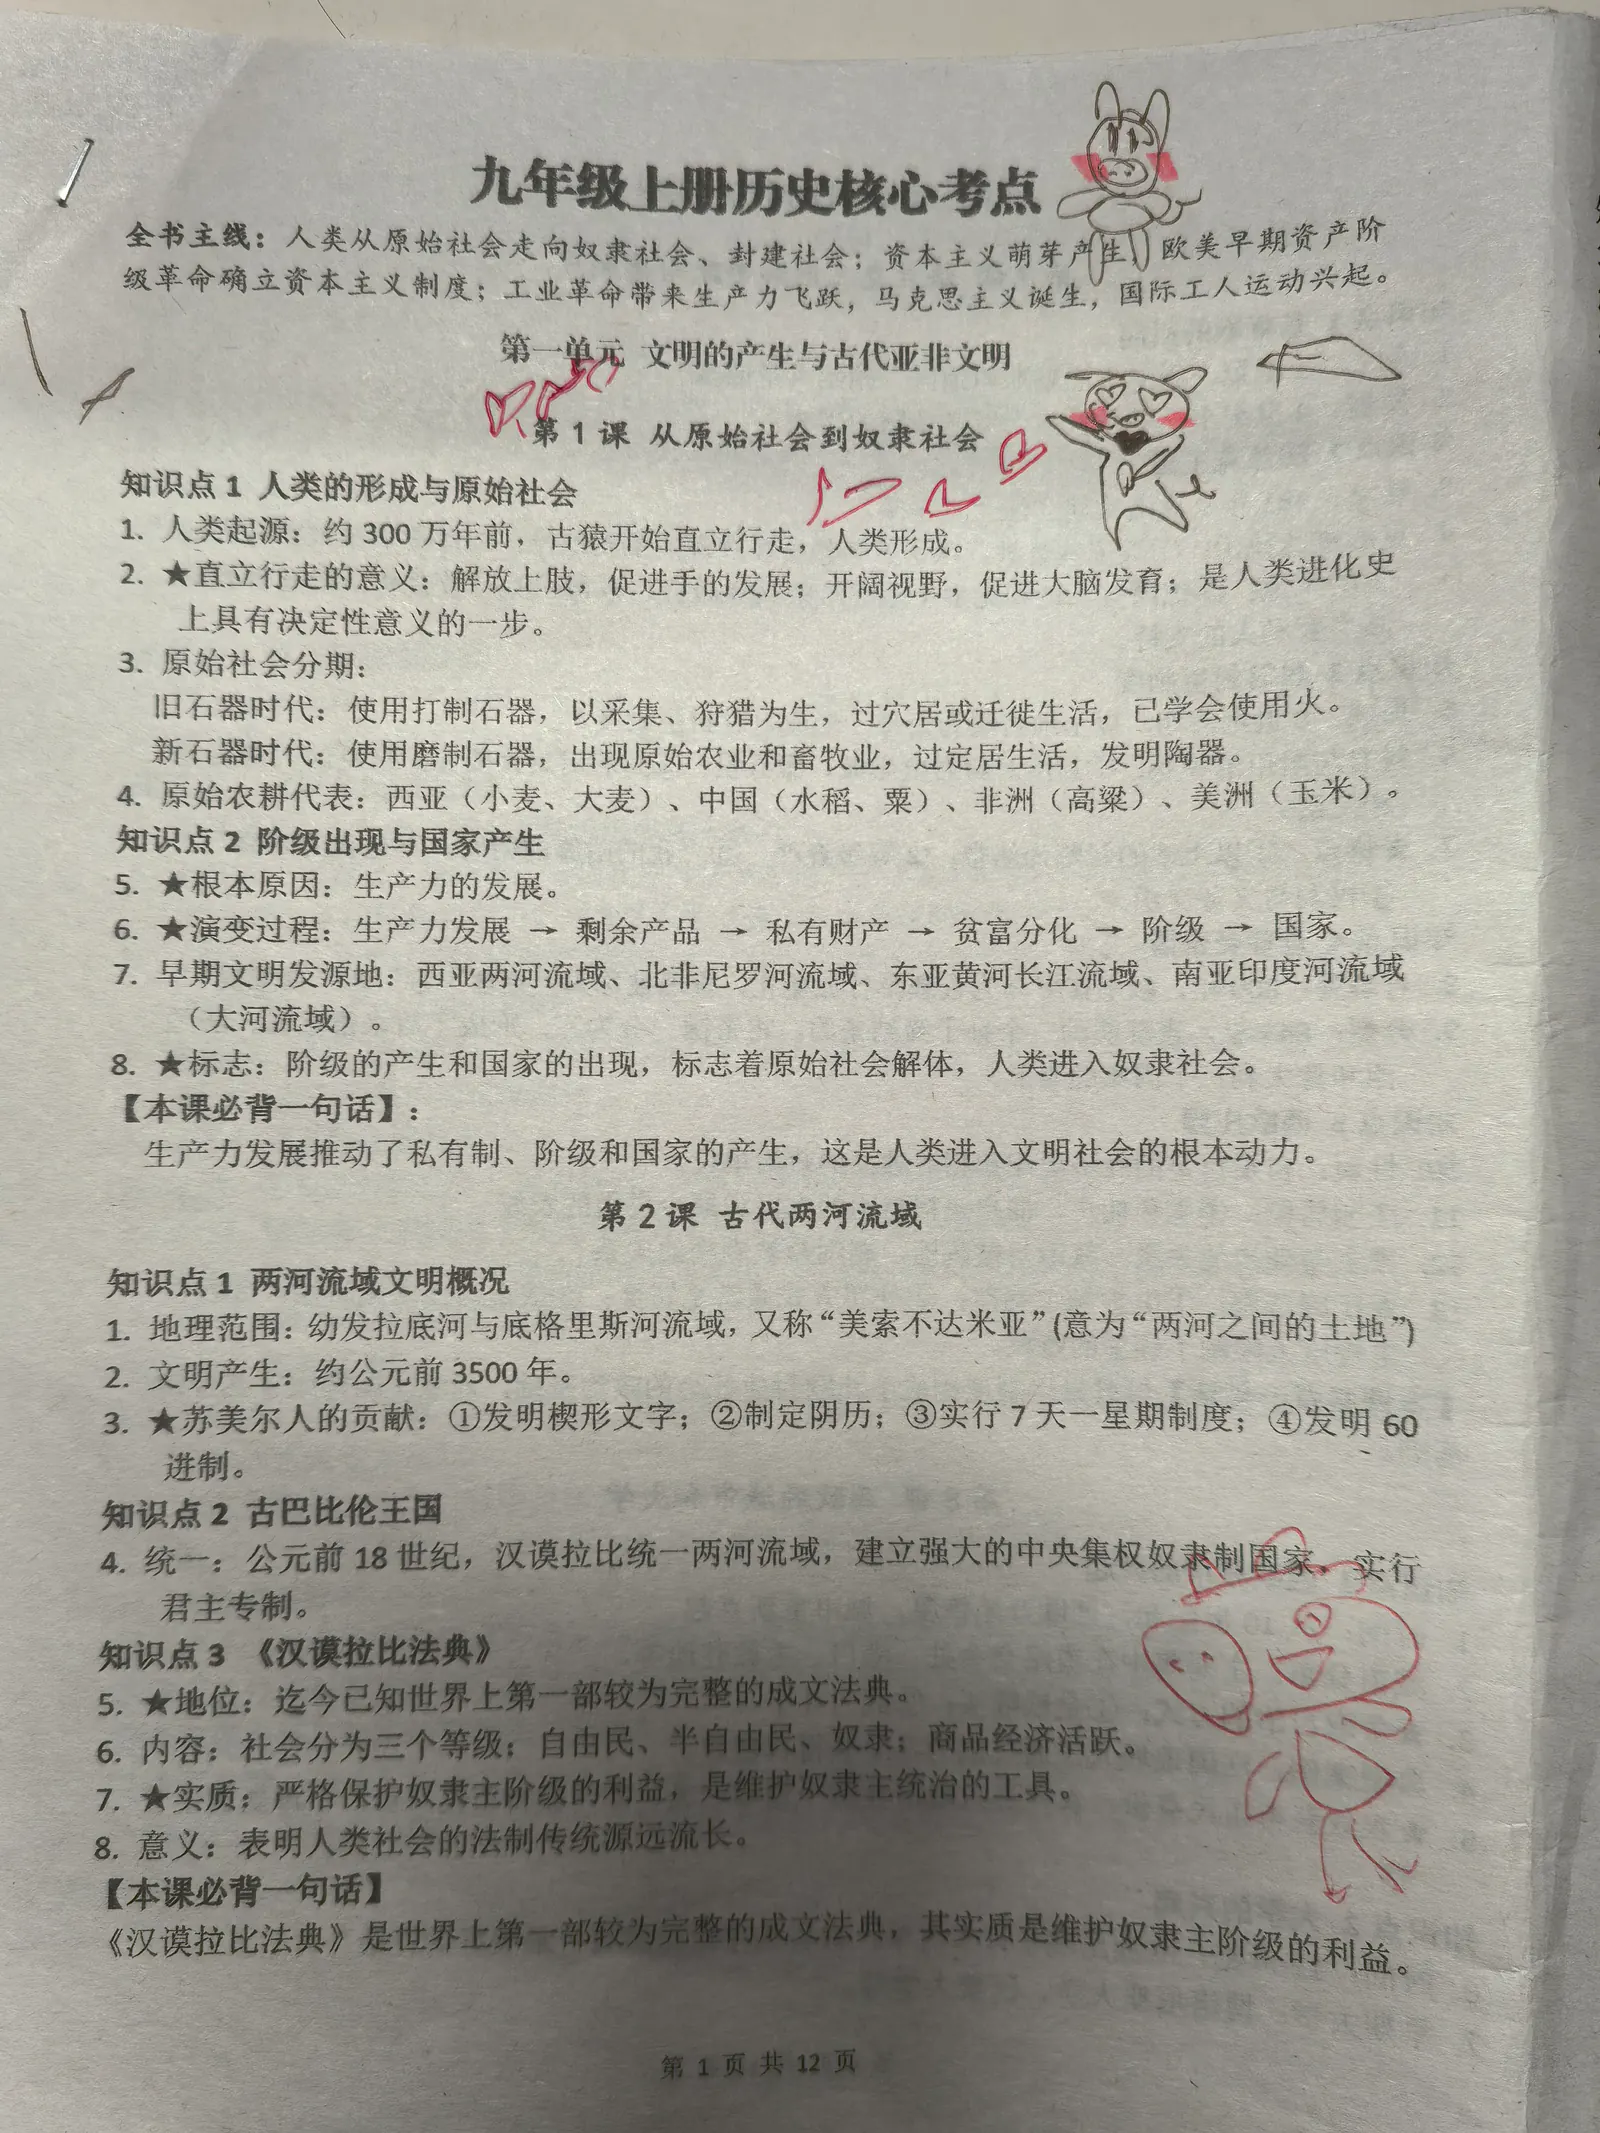 九年级上册历史核心考点
全书主线：人类从原始社会走向奴隶社会、封建社会；资本主义萌芽产生，欧美早期资产阶
级革命确立资本主义制度；工业革命带来生产力飞跃，马克思主义诞生，国际工人运动兴起。
第一单元 文明的产生与古代亚非文明
第 1 课 从原始社会到奴隶社会
知识点 1 人类的形成与原始社会
1. 人类起源：约 300 万年前，古猿开始直立行走，人类形成。
2. ★直立行走的意义：解放上肢，促进手的发展；开阔视野，促进大脑发育；是人类进化史
上具有决定性意义的一步。
3. 原始社会分期：
旧石器时代：使用打制石器，以采集、狩猎为生，过穴居或迁徙生活，已学会使用火。
新石器时代：使用磨制石器，出现原始农业和畜牧业，过定居生活，发明陶器。
4. 原始农耕代表：西亚（小麦、大麦）、中国（水稻、粟）、非洲（高粱）、美洲（玉米）。
知识点 2 阶级出现与国家产生
5. ★根本原因：生产力的发展。
6. ★演变过程：生产力发展 → 剩余产品 → 私有财产 → 贫富分化 → 阶级 → 国家。
7. 早期文明发源地：西亚两河流域、北非尼罗河流域、东亚黄河长江流域、南亚印度河流域
（大河流域）。
8. ★标志：阶级的产生和国家的出现，标志着原始社会解体，人类进入奴隶社会。
【本课必背一句话】：
生产力发展推动了私有制、阶级和国家的产生，这是人类进入文明社会的根本动力。
第 2 课 古代两河流域
知识点 1 两河流域文明概况
1. 地理范围：幼发拉底河与底格里斯河流域，又称“美索不达米亚”(意为“两河之间的土地”)
2. 文明产生：约公元前 3500 年。
3. ★苏美尔人的贡献：①发明楔形文字；②制定阴历；③实行 7 天一星期制度；④发明 60
进制。
知识点 2 古巴比伦王国
4. 统一：公元前 18 世纪，汉谟拉比统一两河流域，建立强大的中央集权奴隶制国家，实行
君主专制。
知识点 3 《汉谟拉比法典》
5. ★地位：迄今已知世界上第一部较为完整的成文法典。
6. 内容：社会分为三个等级：自由民、半自由民、奴隶；商品经济活跃。
7. ★实质：严格保护奴隶主阶级的利益，是维护奴隶主统治的工具。
8. 意义：表明人类社会的法制传统源远流长。
【本课必背一句话】
《汉谟拉比法典》是世界上第一部较为完整的成文法典，其实质是维护奴隶主阶级的利益。
第 1 页 共 12 页